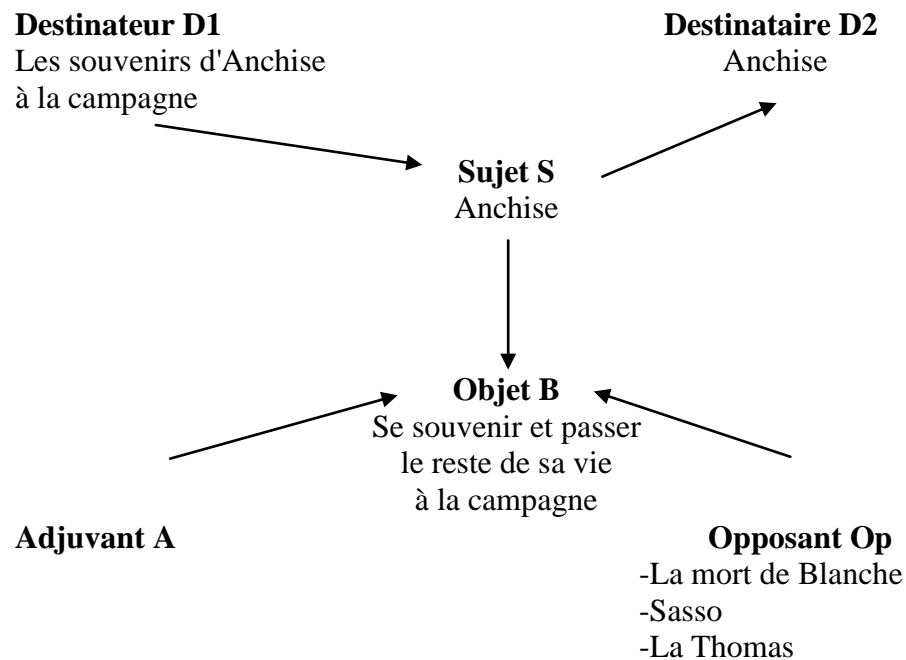 Destinateur D1
Les souvenirs d'Anchise
à la campagne
Destinataire D2
Anchise
Sujet S
Anchise
Objet B
Se souvenir et passer
le reste de sa vie
à la campagne
Adjuvant A
Opposant Op
-La mort de Blanche
-Sasso
-La Thomas